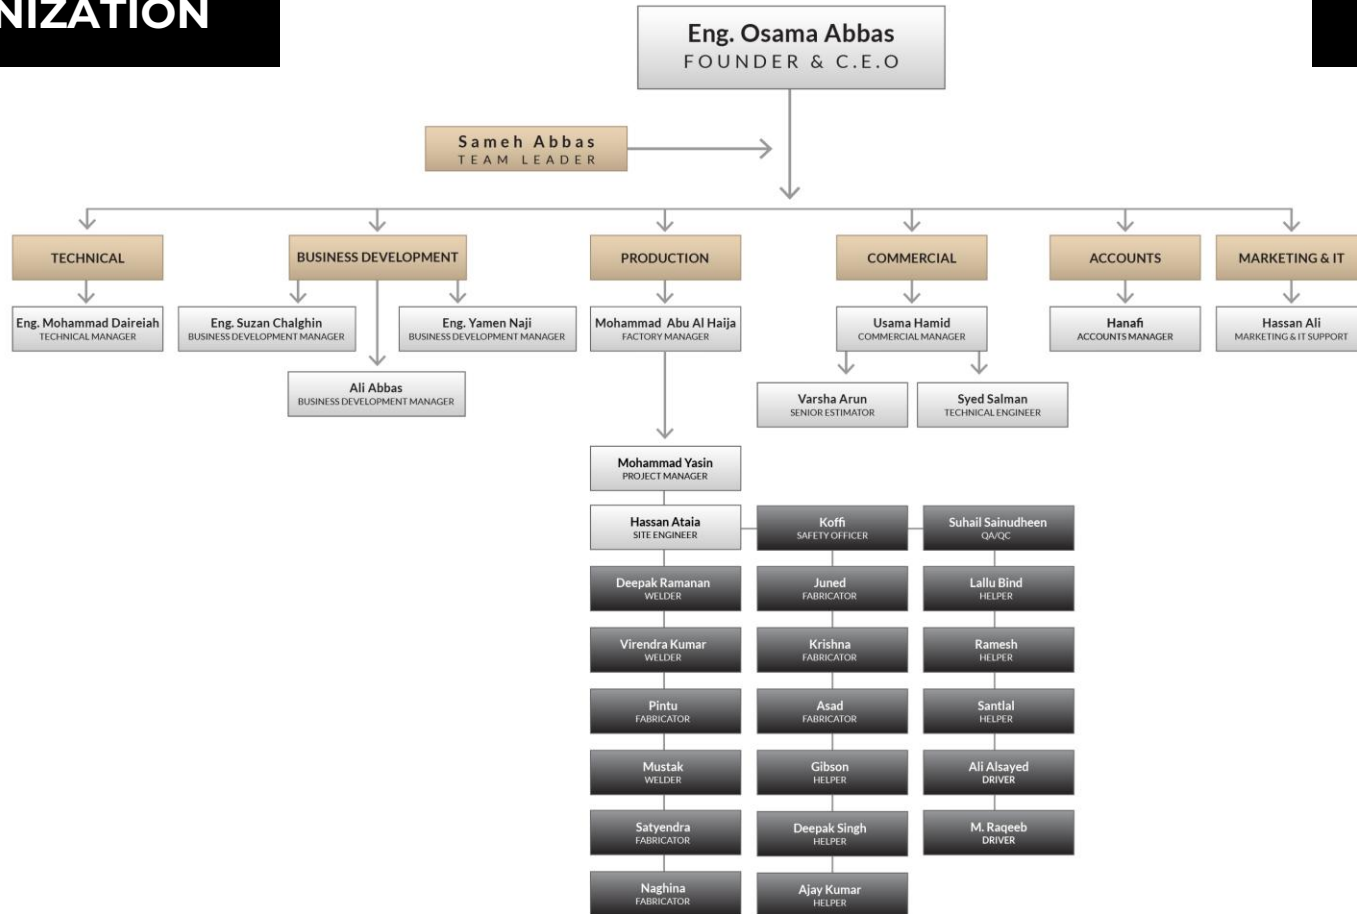 NIZATION
Eng. Osama Abbas
FOUNDER & C.E.O
Sameh Abbas
TEAM LEADER
TECHNICAL
BUSINESS DEVELOPMENT
PRODUCTION
COMMERCIAL
ACCOUNTS
MARKETING & IT
Eng. Mohammad Daireiah
TECHNICAL MANAGER
Eng. Suzan Chalghin
BUSINESS DEVELOPMENT MANAGER
Eng. Yamen Naji
BUSINESS DEVELOPMENT MANAGER
Mohammad Abu Al Haija
FACTORY MANAGER
Usama Hamid
COMMERCIAL MANAGER
Hanafi
ACCOUNTS MANAGER
Hassan Ali
MARKETING & IT SUPPORT
Ali Abbas
BUSINESS DEVELOPMENT MANAGER
Varsha Arun
SENIOR ESTIMATOR
Syed Salman
TECHNICAL ENGINEER
Mohammad Yasin
PROJECT MANAGER
Hassan Ataia
SITE ENGINEER
Koffi
SAFETY OFFICER
Suhail Sainudheen
QA/QC
Deepak Ramanan
WELDER
Juned
FABRICATOR
Lallu Bind
HELPER
Virendra Kumar
WELDER
Krishna
FABRICATOR
Ramesh
HELPER
Pintu
FABRICATOR
Asad
FABRICATOR
Santlal
HELPER
Mustak
WELDER
Gibson
HELPER
Ali Alsayed
DRIVER
Satyendra
FABRICATOR
Deepak Singh
HELPER
M. Raqeeb
DRIVER
Naghina
FABRICATOR
Ajay Kumar
HELPER